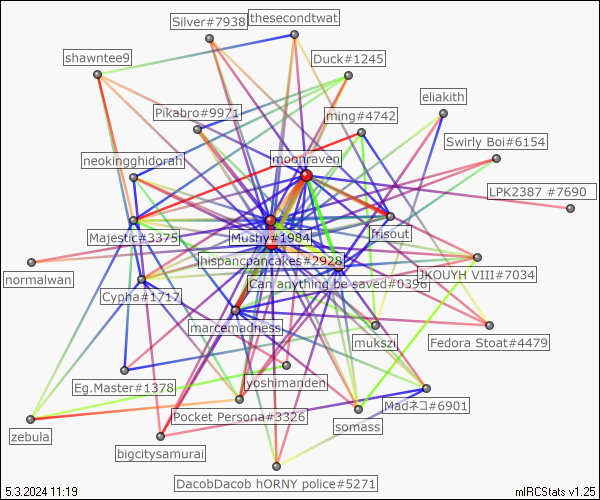 Silver#7938
thesecondtwat
shawntee9
Duck#1245
eliakith
Pikabro#9971
ming#4742
Swirly Boi#6154
neokingghidorah
moonraven
LPK2387 #7690
Majestic#3375
Mushy#1984
frisout
hispancpancakes#2928
normalwan
JKOUYH VIII#7034
Can anything be saved#0396
Cypha#1717
marcemadness
mukszi
Fedora Stoat#4479
Eg.Master#1378
yoshimanden
Madネコ#6901
Pocket Persona#3326
somass
zebula
bigcitysamurai
DacobDacob hORNY police#5271
5.3.2024 11:19
mIRCStats v1.25